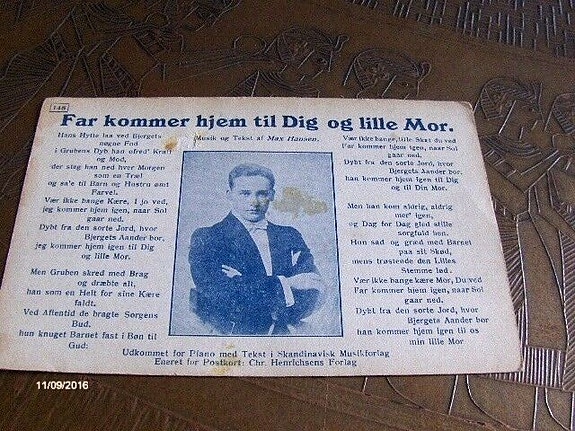 148
Far kommer hjem til Dig og lille Mor.
Musik og Tekst af Max Hansen.
Hans Hytte laa ved Bjergets
nøgne Fod
i Grubens Dyb han ofred' Kraft
og Mod,
der slag han ned hver Morgen
som en Træl
og sa'e til Barn og Hustru ømt
Farvel.
Vær ikke bange Kære, I jo ved,
jeg kommer hjem igen, naar Sol
gaar ned.
Dybt fra den sorte Jord, hvor
Bjergets Aander bor,
jeg kommer hjem igen til Dig
og lille Mor.
Men Gruben skred med Brag
og dræbte alt,
han som en Helt for sine Kære
faldt.
Ved Aftentid de bragte Sorgens
Bud.
hun knuget Barnet fast i Bøn til
Gud:
Vær ikke bange, lille Skat du ved
Far kommer hjem igen, naar Sol
gaar ned.
Dybt fra den sorte Jord, hvor
Bjergets Aander bor,
han kommer hjem igen til Dig
og til Din Mor.
Men han kom aldrig, aldrig
mer' igen,
og Dag for Dag gled stille
sorgfuld hen.
Hun sad og græd med Barnet
paa sit Skød,
mens trøstende den Lilles
Stemme lød.
Vær ikke bange kære Mor, Du ved
Far kommer hjem igen, naar Sol
gaar ned.
Dybt fra den sorte Jord, hvor
Bjergets Aander bor
han kommer hjem igen til os
min lille Mor
Udkommet for Piano med Tekst i Skandinavisk Musikforlag
Eneret for Postkort: Chr. Henrichsens Forlag
11/09/2016